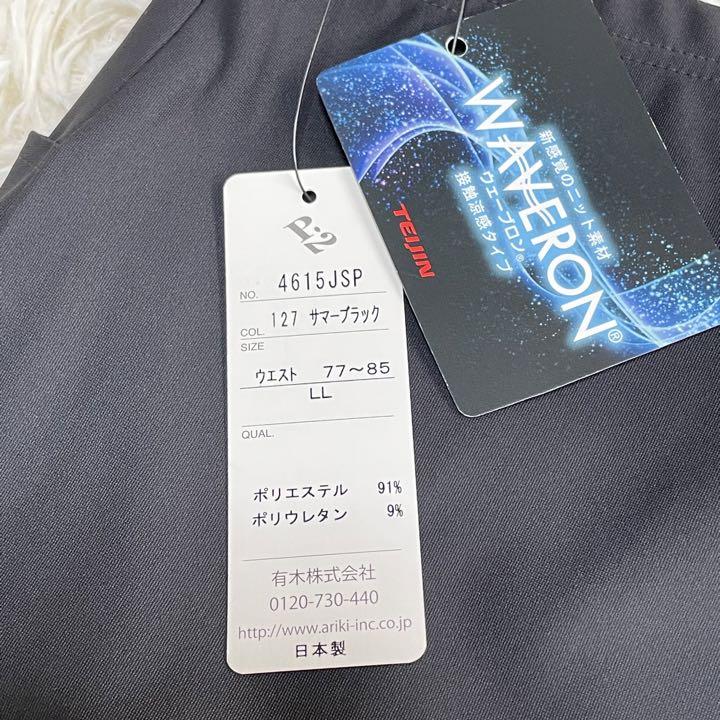 P.2
NO. 4615JSP
COL. 127 サマーブラック
SIZE
ウエスト 77～85
LL
QUAL.
ポリエステル 91%
ポリウレタン 9%
有木株式会社
0120-730-440
http://www.ariki-inc.co.jp
日本製
新感覚のニット素材
WAVERON®
ウエーブロン®
接触涼感タイプ
TEIJIN